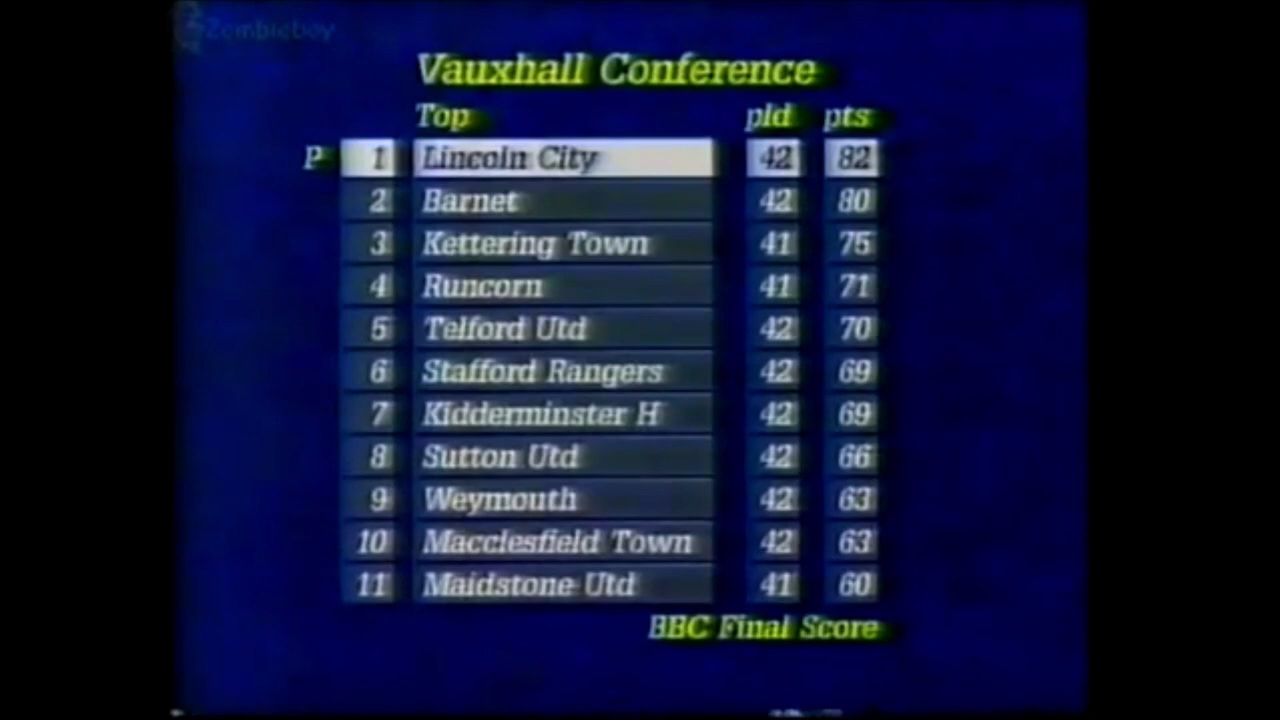 Zombieboy
Vauxhall Conference
Top pld pts
P 1 Lincoln City 42 82
2 Barnet 42 80
3 Kettering Town 41 75
4 Runcorn 41 71
5 Telford Utd 42 70
6 Stafford Rangers 42 69
7 Kidderminster H 42 69
8 Sutton Utd 42 66
9 Weymouth 42 63
10 Macclesfield Town 42 63
11 Maidstone Utd 41 60
BBC Final Score